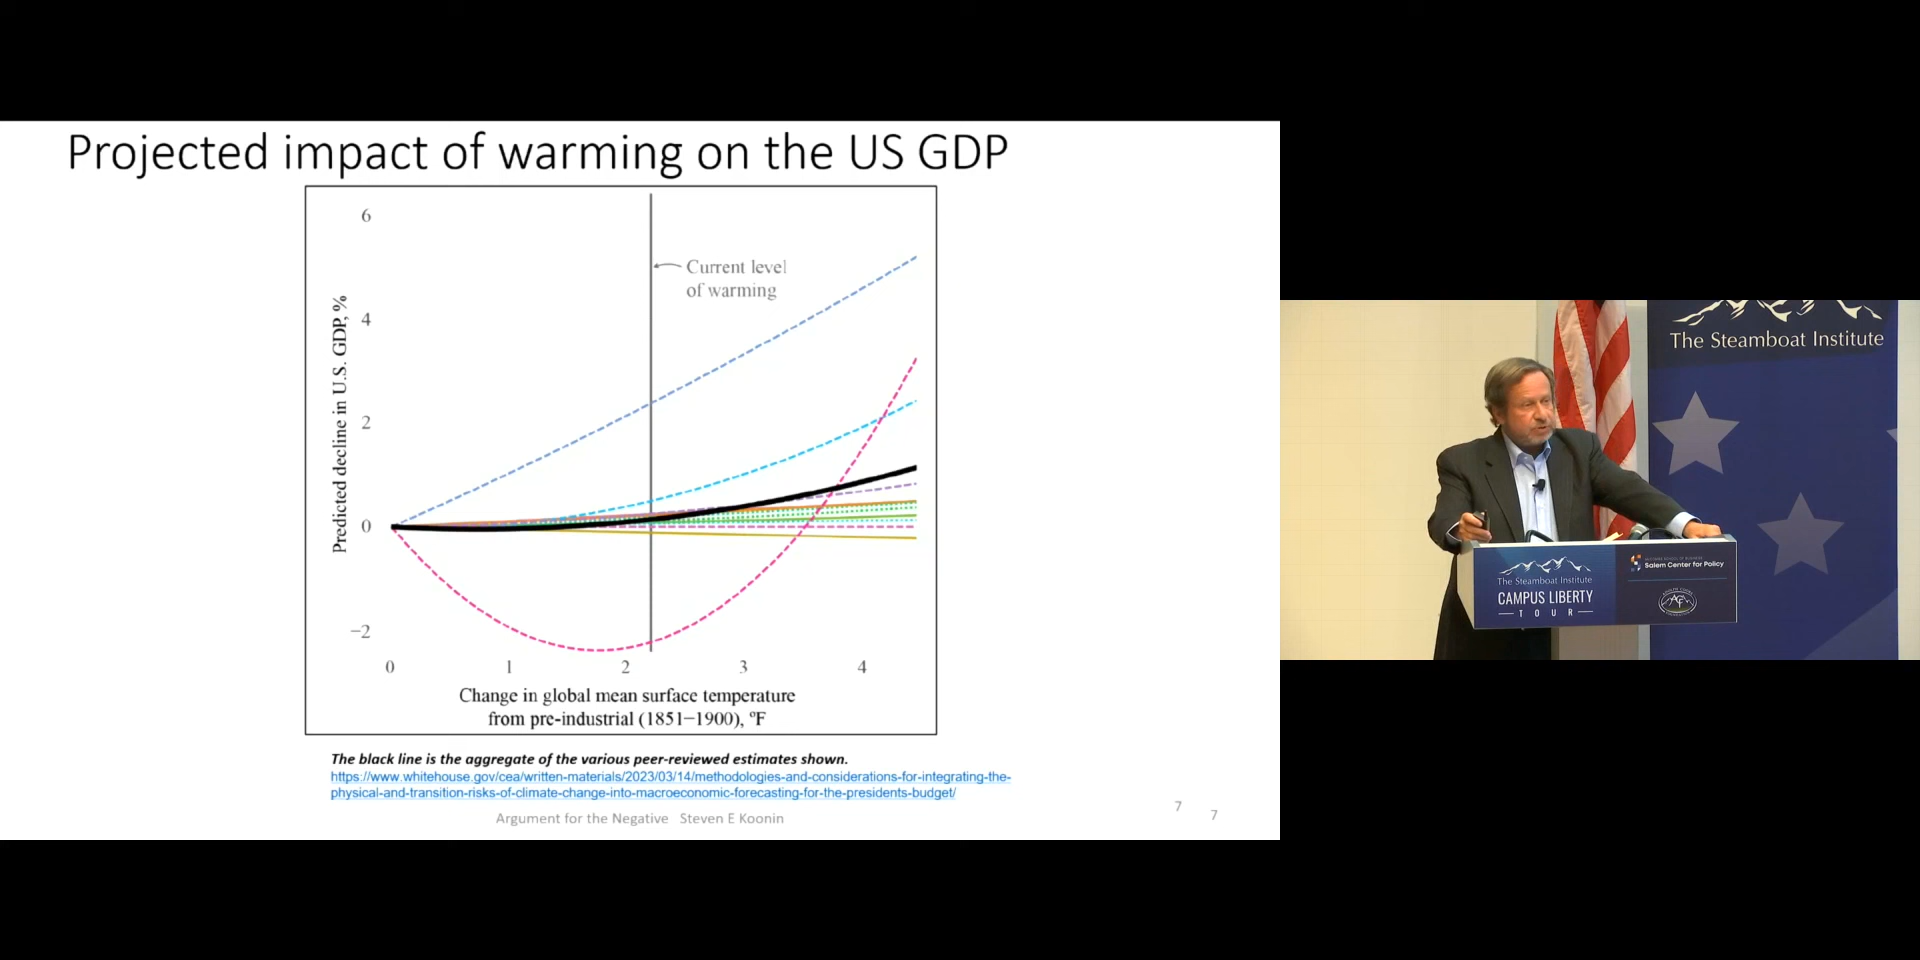 Projected impact of warming on the US GDP
6
4
2
0
−2
Predicted decline in U.S. GDP, %
Current level
of warming
0 1 2 3 4
Change in global mean surface temperature
from pre-industrial (1851−1900), °F
The black line is the aggregate of the various peer-reviewed estimates shown.
https://www.whitehouse.gov/cea/written-materials/2023/03/14/methodologies-and-considerations-for-integrating-the-
physical-and-transition-risks-of-climate-change-into-macroeconomic-forecasting-for-the-presidents-budget/
Argument for the Negative Steven E Koonin
7
7
The Steamboat Institute
The Steamboat Institute
CAMPUS LIBERTY
TOUR
Salem Center for Policy